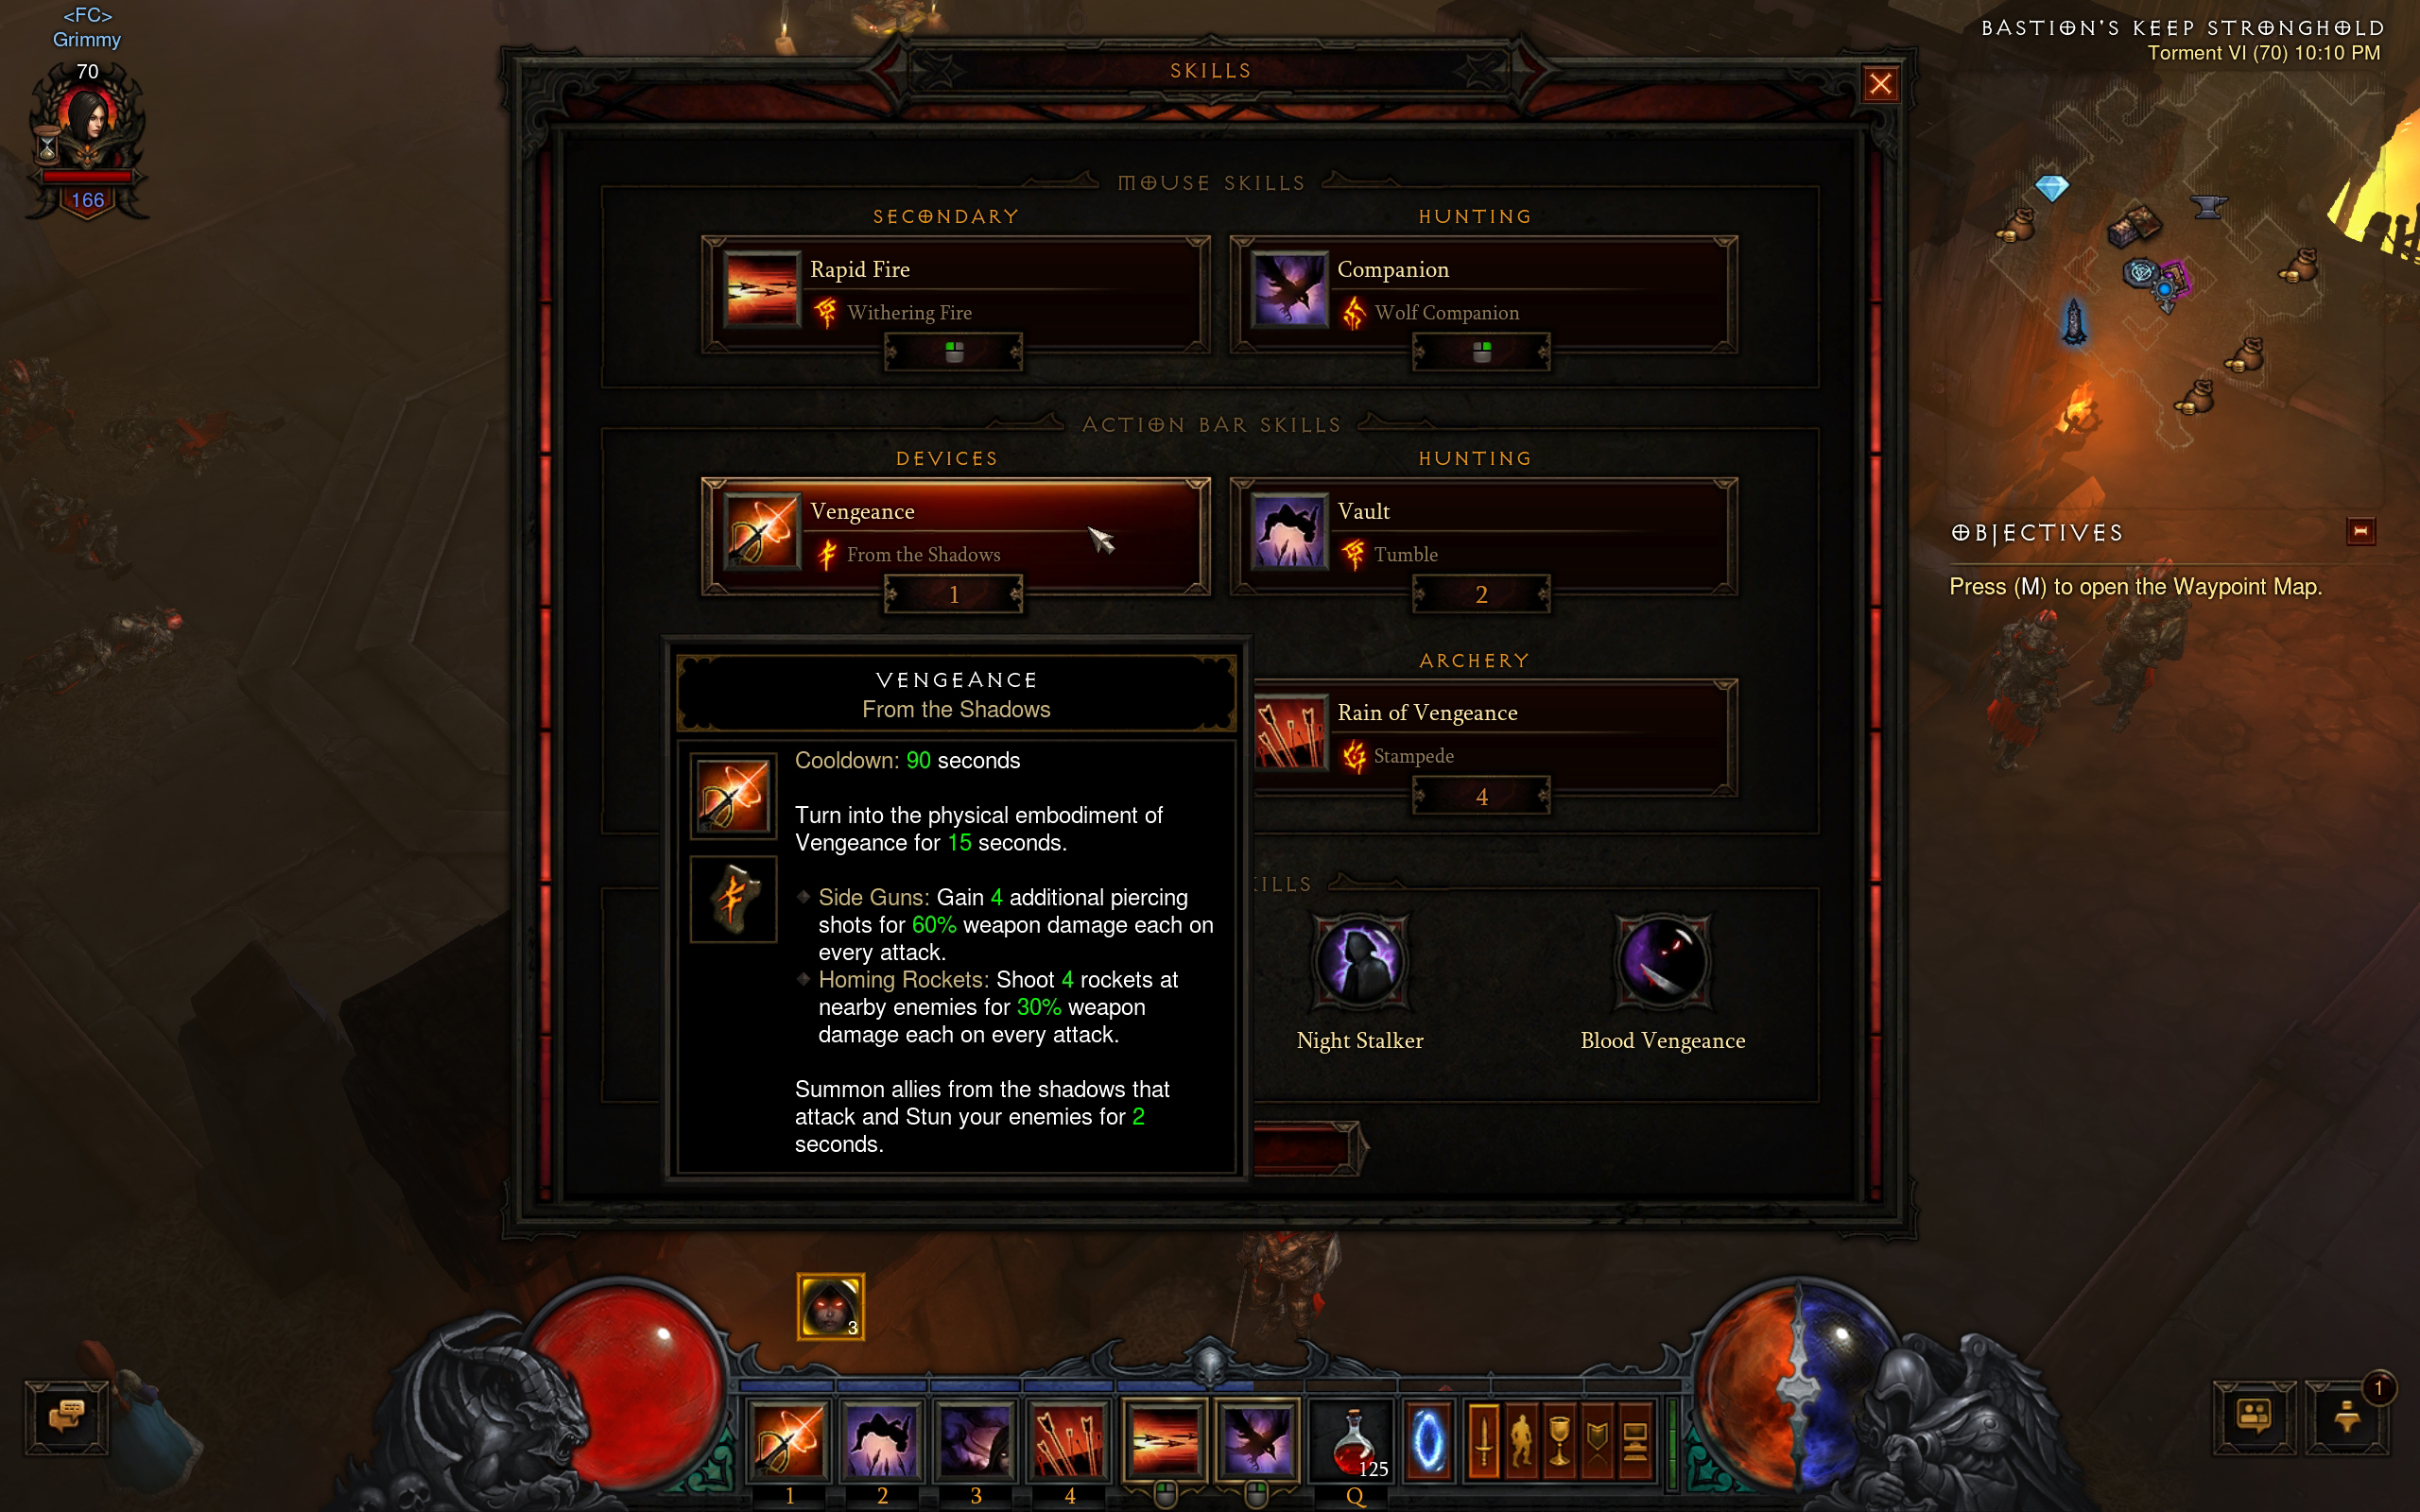 <FC>
Grimmy
70
166
BASTION'S KEEP STRONGHOLD
Torment VI (70) 10:10 PM
SKILLS
MOUSE SKILLS
SECONDARY
HUNTING
Rapid Fire
Withering Fire
Companion
Wolf Companion
ACTION BAR SKILLS
DEVICES
HUNTING
Vengeance
From the Shadows
1
Vault
Tumble
2
OBJECTIVES
Press (M) to open the Waypoint Map.
ARCHERY
Rain of Vengeance
Stampede
4
VENGEANCE
From the Shadows
Cooldown: 90 seconds
Turn into the physical embodiment of
Vengeance for 15 seconds.
Side Guns: Gain 4 additional piercing
shots for 60% weapon damage each on
every attack.
Homing Rockets: Shoot 4 rockets at
nearby enemies for 30% weapon
damage each on every attack.
Summon allies from the shadows that
attack and Stun your enemies for 2
seconds.
Night Stalker
Blood Vengeance
3
125
1
2
3
4
Q
1